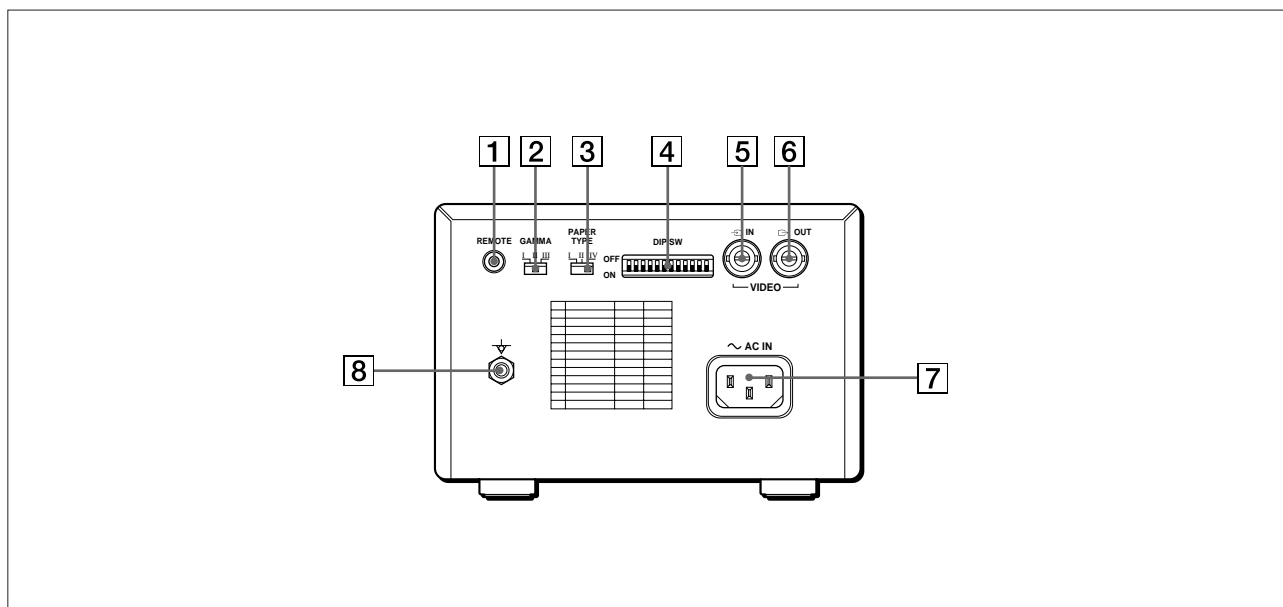 1 2 3 4 5 6
REMOTE GAMMA PAPER TYPE DIP SW IN OUT
I II III I II IV OFF
ON
VIDEO
AC IN
8
7